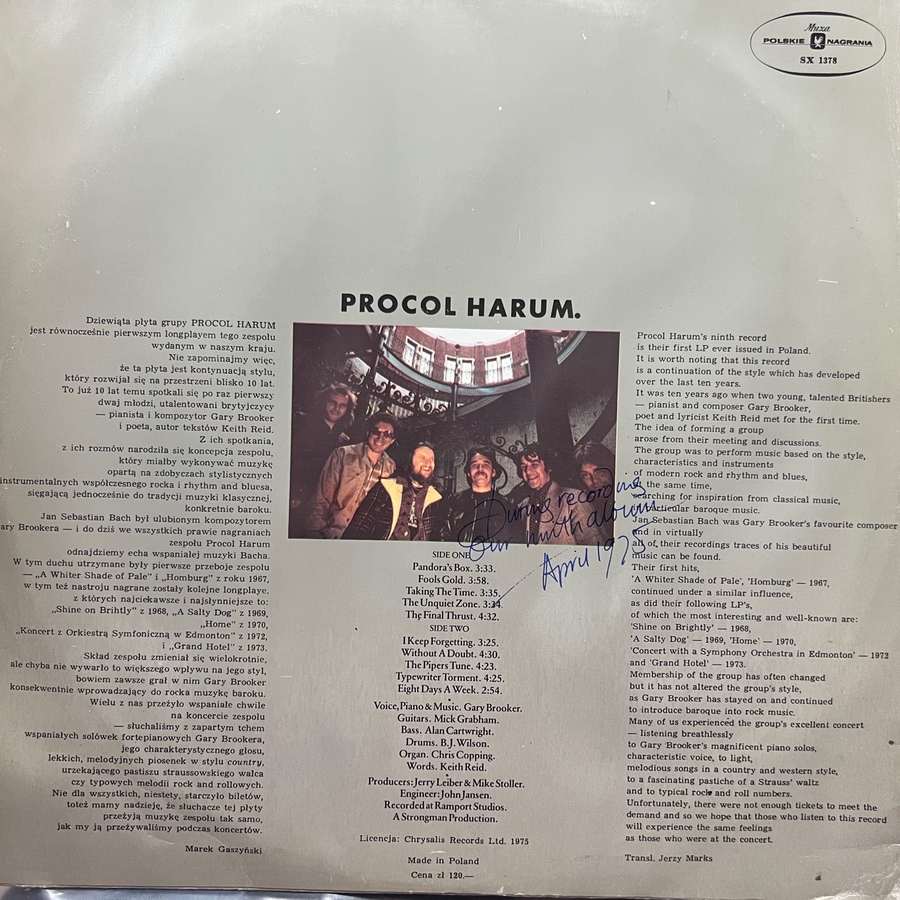 Muza
POLSKIE NAGRANIA
SX 1378
PROCOL HARUM.
Dziewiąta płyta grupy PROCOL HARUM
jest równocześnie pierwszym longplayem tego zespołu
wydanym w naszym kraju.
Nie zapominajmy więc,
że ta płyta jest kontynuacją stylu,
który rozwijał się na przestrzeni blisko 10 lat.
To już 10 lat temu spotkali się po raz pierwszy
dwaj młodzi, utalentowani brytyjczycy
— pianista i kompozytor Gary Brooker
i poeta, autor tekstów Keith Reid.
Z ich spotkania,
z ich rozmów narodziła się koncepcja zespołu,
który miałby wykonywać muzykę
opartą na zdobyczach stylistycznych
instrumentalnych współczesnego rocka i rhythm and bluesa,
sięgającą jednocześnie do tradycji muzyki klasycznej,
konkretnie baroku.
Jan Sebastian Bach był ulubionym kompozytorem
ary Brookera — i do dziś we wszystkich prawie nagraniach
zespołu Procol Harum
odnajdziemy echa wspaniałej muzyki Bacha.
W tym duchu utrzymane były pierwsze przeboje zespołu
— „A Whiter Shade of Pale" i „Homburg" z roku 1967,
w tym też nastroju nagrane zostały kolejne longplaye.
z których najciekawsze i najsłynniejsze to:
„Shine on Brihtly" z 1968, „A Salty Dog" z 1969,
„Home" z 1970,
„Koncert z Orkiestrą Symfoniczną w Edmonton" z 1972,
i „Grand Hotel" z 1973.
Skład zespołu zmieniał się wielokrotnie,
ale chyba nie wywarło to większego wpływu na jego styl,
bowiem zawsze grał w nim Gary Brooker
konsekwentnie wprowadzający do rocka muzykę baroku.
Wielu z nas przeżyło wspaniałe chwile
na koncercie zespołu
— słuchaliśmy z zapartym tchem
wspaniałych solówek fortepianowych Gary Brookera,
jego charakterystycznego głosu,
lekkich, melodyjnych piosenek w stylu country,
urzekającego pastiszu straussowskiego walca
czy typowych melodii rock and rollowych.
Nie dla wszystkich, niestety, starczyło biletów,
toteż mamy nadzieję, że słuchacze tej płyty
przeżyją muzykę zespołu tak samo,
jak my ją przeżywaliśmy podczas koncertów.
Marek Gaszyński
During recording
our ninth album
April 1975
SIDE ONE
Pandora's Box. 3:33.
Fools Gold. 3:58.
Taking The Time. 3:35.
The Unquiet Zone. 3:34.
The Final Thrust. 4:32.
SIDE TWO
I Keep Forgetting. 3:25.
Without A Doubt. 4:30.
The Pipers Tune. 4:23.
Typewriter Torment. 4:25.
Eight Days A Week. 2:54.
Voice, Piano & Music. Gary Brooker.
Guitars. Mick Grabham.
Bass. Alan Cartwright.
Drums. B.J. Wilson.
Organ. Chris Copping.
Words. Keith Reid.
Producers: Jerry Leiber & Mike Stoller.
Engineer: John Jansen.
Recorded at Ramport Studios.
A Strongman Production.
Licencja: Chrysalis Records Ltd. 1975
Made in Poland
Cena zł 120.—
Procol Harum's ninth record
is their first LP ever issued in Poland.
It is worth noting that this record
is a continuation of the style which has developed
over the last ten years.
It was ten years ago when two young, talented Britishers
— pianist and composer Gary Brooker,
poet and lyricist Keith Reid met for the first time.
The idea of forming a group
arose from their meeting and discussions.
The group was to perform music based on the style,
characteristics and instruments
of modern rock and rhythm and blues,
the same time,
searching for inspiration from classical music,
particular baroque music.
Jan Sebastian Bach was Gary Brooker's favourite composer
and in virtually
all of their recordings traces of his beautiful
music can be found.
Their first hits,
'A Whiter Shade of Pale', 'Homburg' — 1967,
continued under a similar influence,
as did their following LP's,
of which the most interesting and well-known are:
'Shine on Brightly' — 1968,
'A Salty Dog' — 1969, 'Home' — 1970,
'Concert with a Symphony Orchestra in Edmonton' — 1972
and 'Grand Hotel' — 1973.
Membership of the group has often changed
but it has not altered the group's style,
as Gary Brooker has stayed on and continued
to introduce baroque into rock music.
Many of us experienced the group's excellent concert
— listening breathlessly
to Gary Brooker's magnificent piano solos,
characteristic voice, to light,
melodious songs in a country and western style,
to a fascinating pastiche of a Strauss' waltz
and to typical rock and roll numbers.
Unfortunately, there were not enough tickets to meet the
demand and so we hope that those who listen to this record
will experience the same feelings
as those who were at the concert.
Transl. Jerzy Marks